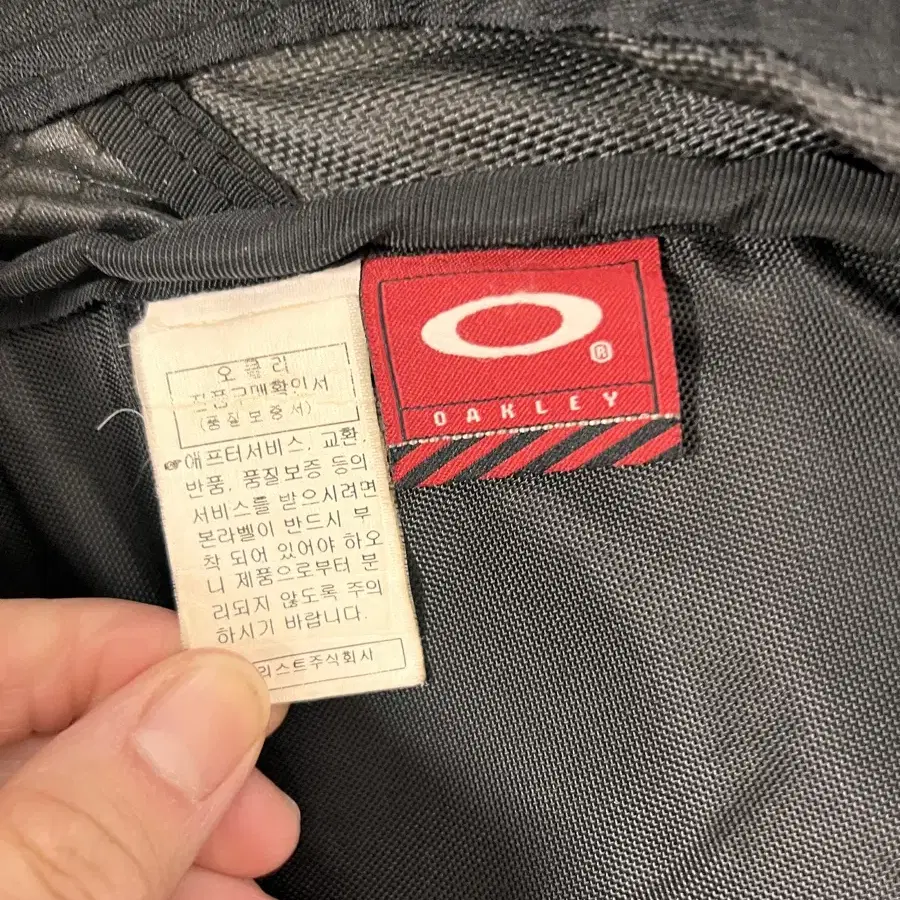 오클리
진품구매확인서
(품질보증서)
☞애프터서비스, 교환,
반품, 품질보증 등의
서비스를 받으시려면
본라벨이 반드시 부
착 되어 있어야 하오
니 제품으로부터 분
리되지 않도록 주의
하시기 바랍니다.
스트주식회사
®
OAKLEY